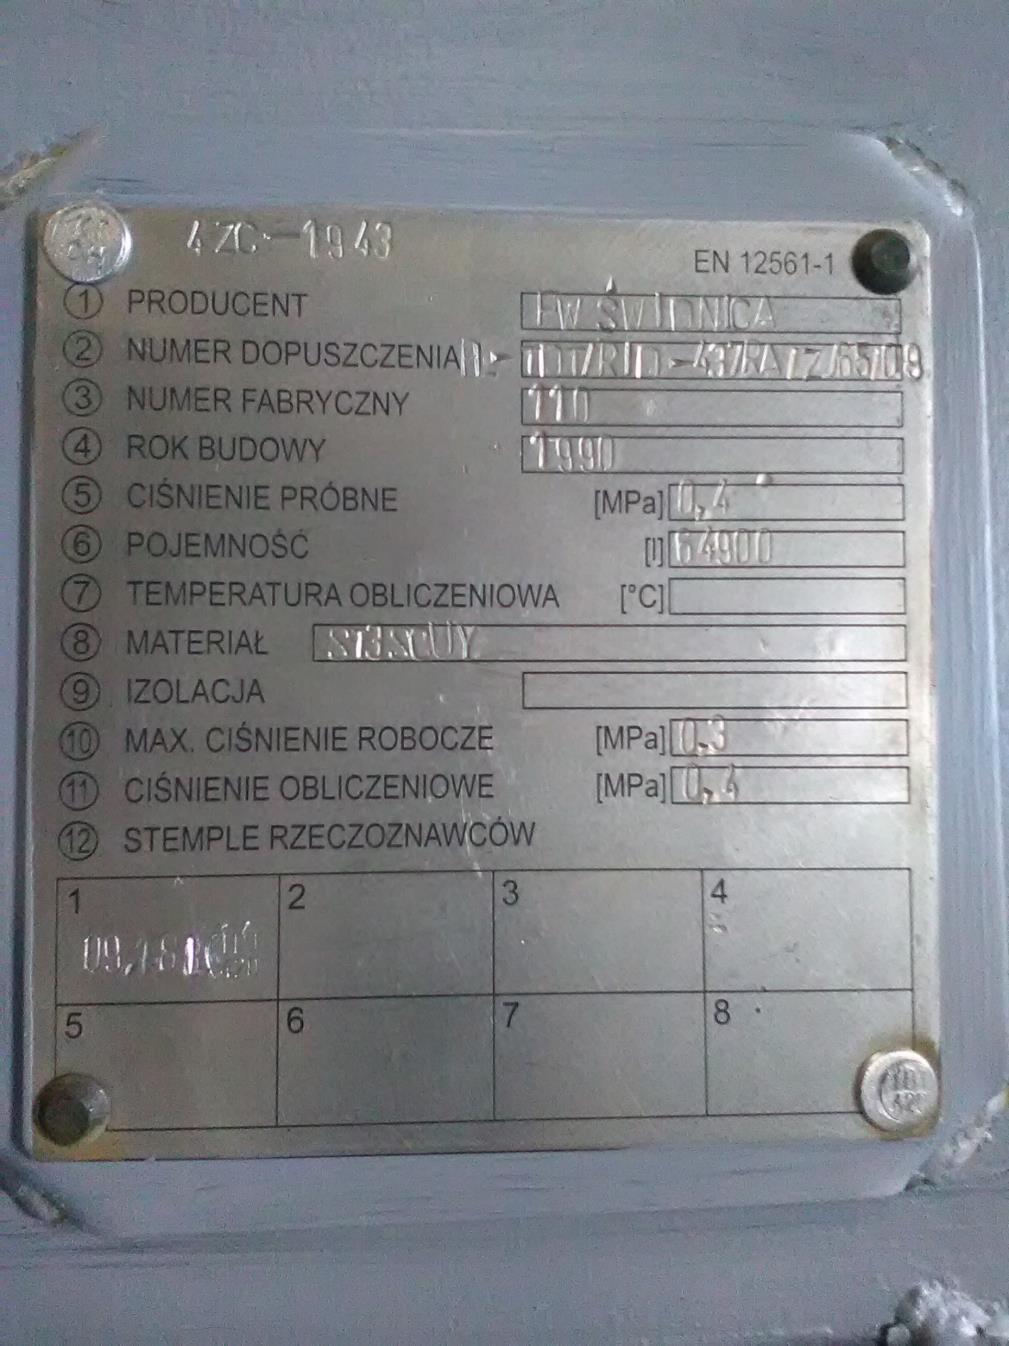 4ZC-1943
EN 12561-1
1 PRODUCENT FW ŚWIDNICA
2 NUMER DOPUSZCZENIA
3 NUMER FABRYCZNY 110
4 ROK BUDOWY 1990
5 CIŚNIENIE PRÓBNE [MPa] 0,4
6 POJEMNOŚĆ [l] 64900
7 TEMPERATURA OBLICZENIOWA [°C]
8 MATERIAŁ ST3SCUY
9 IZOLACJA
10 MAX. CIŚNIENIE ROBOCZE [MPa] 0.3
11 CIŚNIENIE OBLICZENIOWE [MPa] 0,4
12 STEMPLE RZECZOZNAWCÓW
1 2 3 4
5 6 7 8